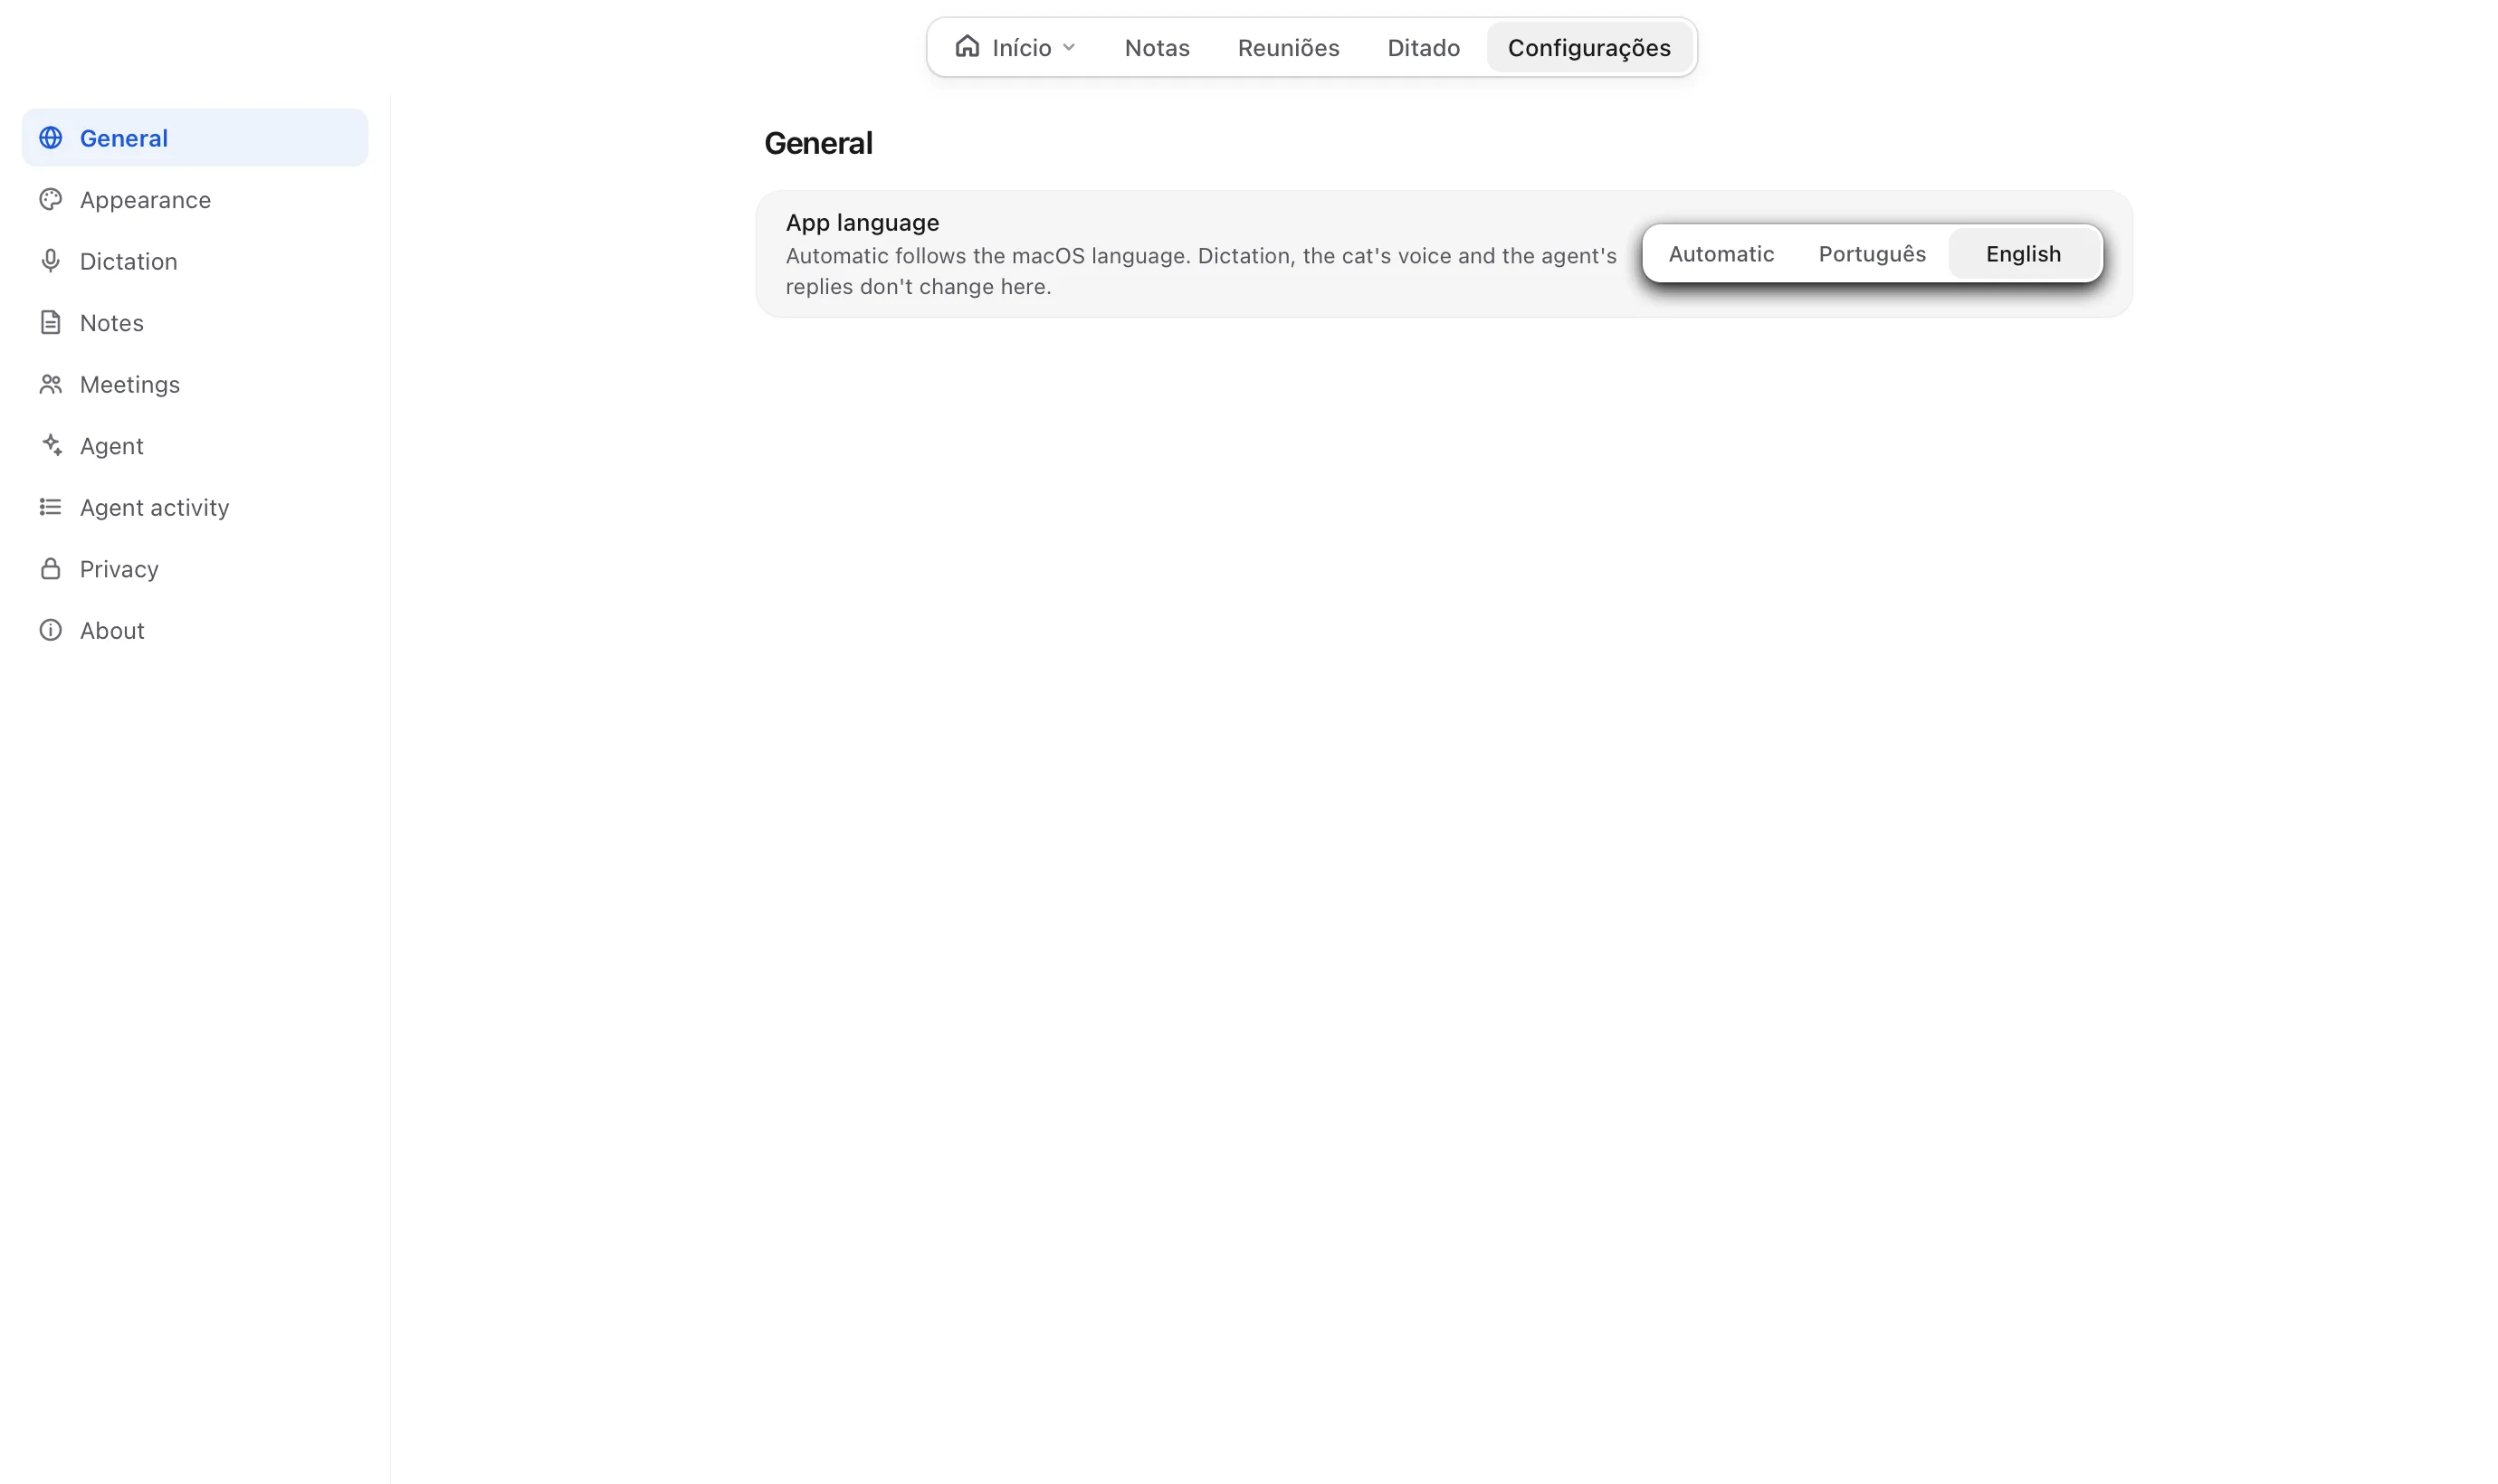 Início
Notas
Reuniões
Ditado
Configurações
General
Appearance
Dictation
Notes
Meetings
Agent
Agent activity
Privacy
About
General
App language
Automatic follows the macOS language. Dictation, the cat's voice and the agent's
replies don't change here.
Automatic
Português
English